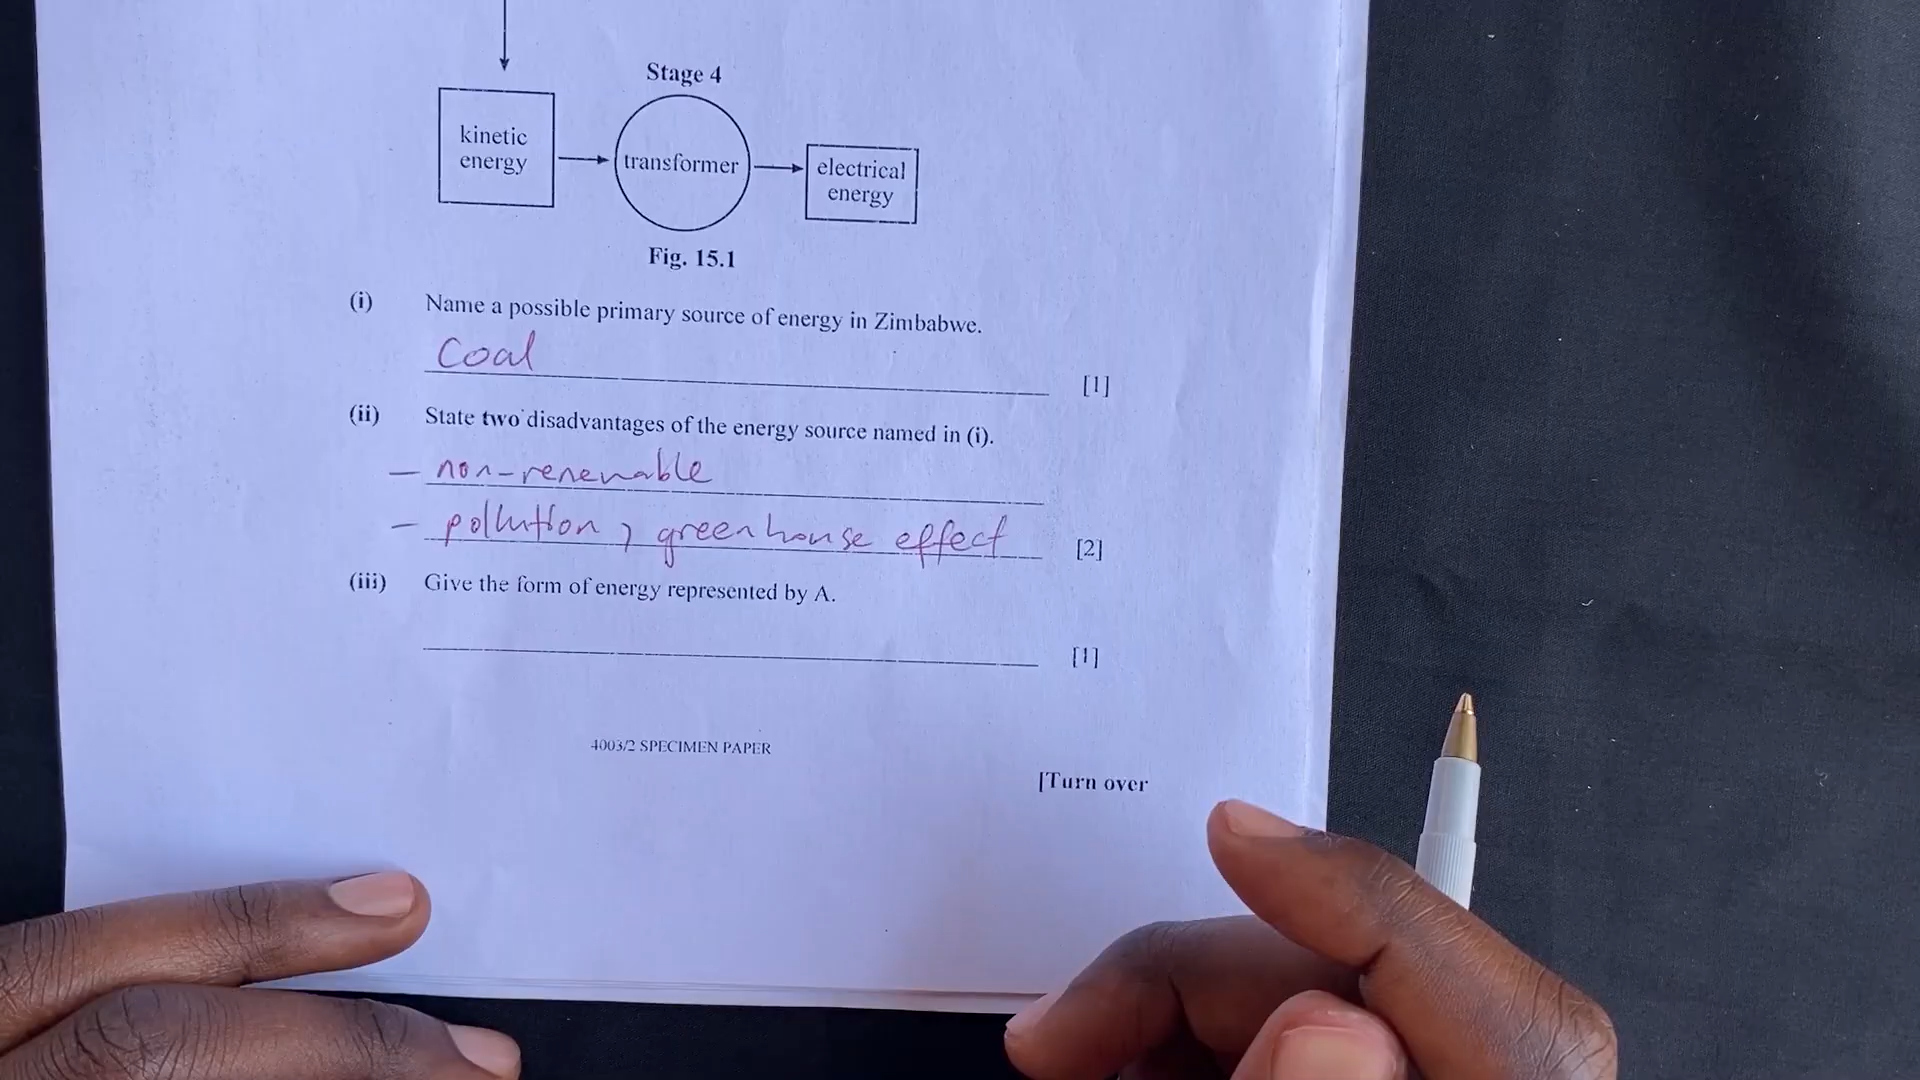 Stage 4
kinetic
energy
transformer
electrical
energy
Fig. 15.1
(i) Name a possible primary source of energy in Zimbabwe.
Coal
[1]
(ii) State two disadvantages of the energy source named in (i).
- non-renewable
- pollution, greenhouse effect [2]
(iii) Give the form of energy represented by A.
[1]
4003/2 SPECIMEN PAPER
[Turn over